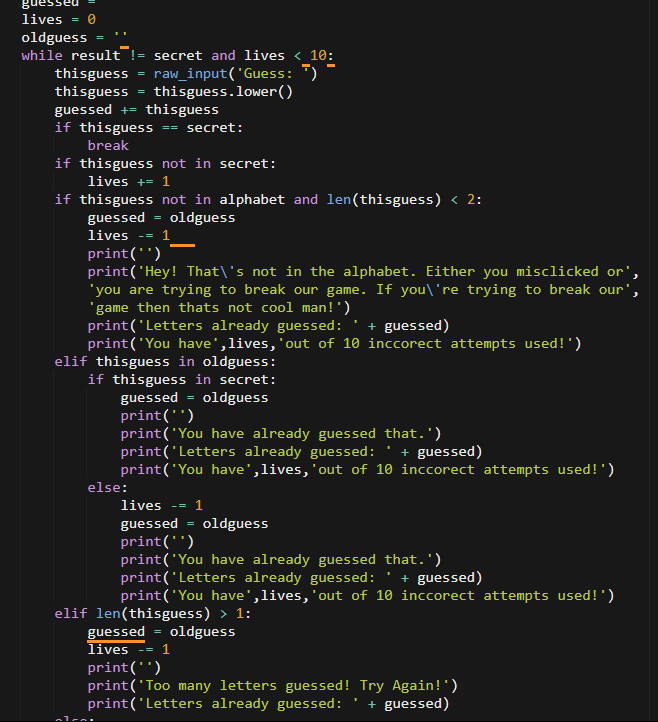 guessed =
lives = 0
oldguess = ''
while result != secret and lives < 10:
thisguess = raw_input('Guess: ')
thisguess = thisguess.lower()
guessed += thisguess
if thisguess == secret:
break
if thisguess not in secret:
lives += 1
if thisguess not in alphabet and len(thisguess) < 2:
guessed = oldguess
lives -= 1
print('')
print('Hey! That\'s not in the alphabet. Either you misclicked or',
'you are trying to break our game. If you\'re trying to break our',
'game then thats not cool man!')
print('Letters already guessed: ' + guessed)
print('You have',lives,'out of 10 inccorect attempts used!')
elif thisguess in oldguess:
if thisguess in secret:
guessed = oldguess
print('')
print('You have already guessed that.')
print('Letters already guessed: ' + guessed)
print('You have',lives,'out of 10 inccorect attempts used!')
else:
lives -= 1
guessed = oldguess
print('')
print('You have already guessed that.')
print('Letters already guessed: ' + guessed)
print('You have',lives,'out of 10 inccorect attempts used!')
elif len(thisguess) > 1:
guessed = oldguess
lives -= 1
print('')
print('Too many letters guessed! Try Again!')
print('Letters already guessed: ' + guessed)
else: